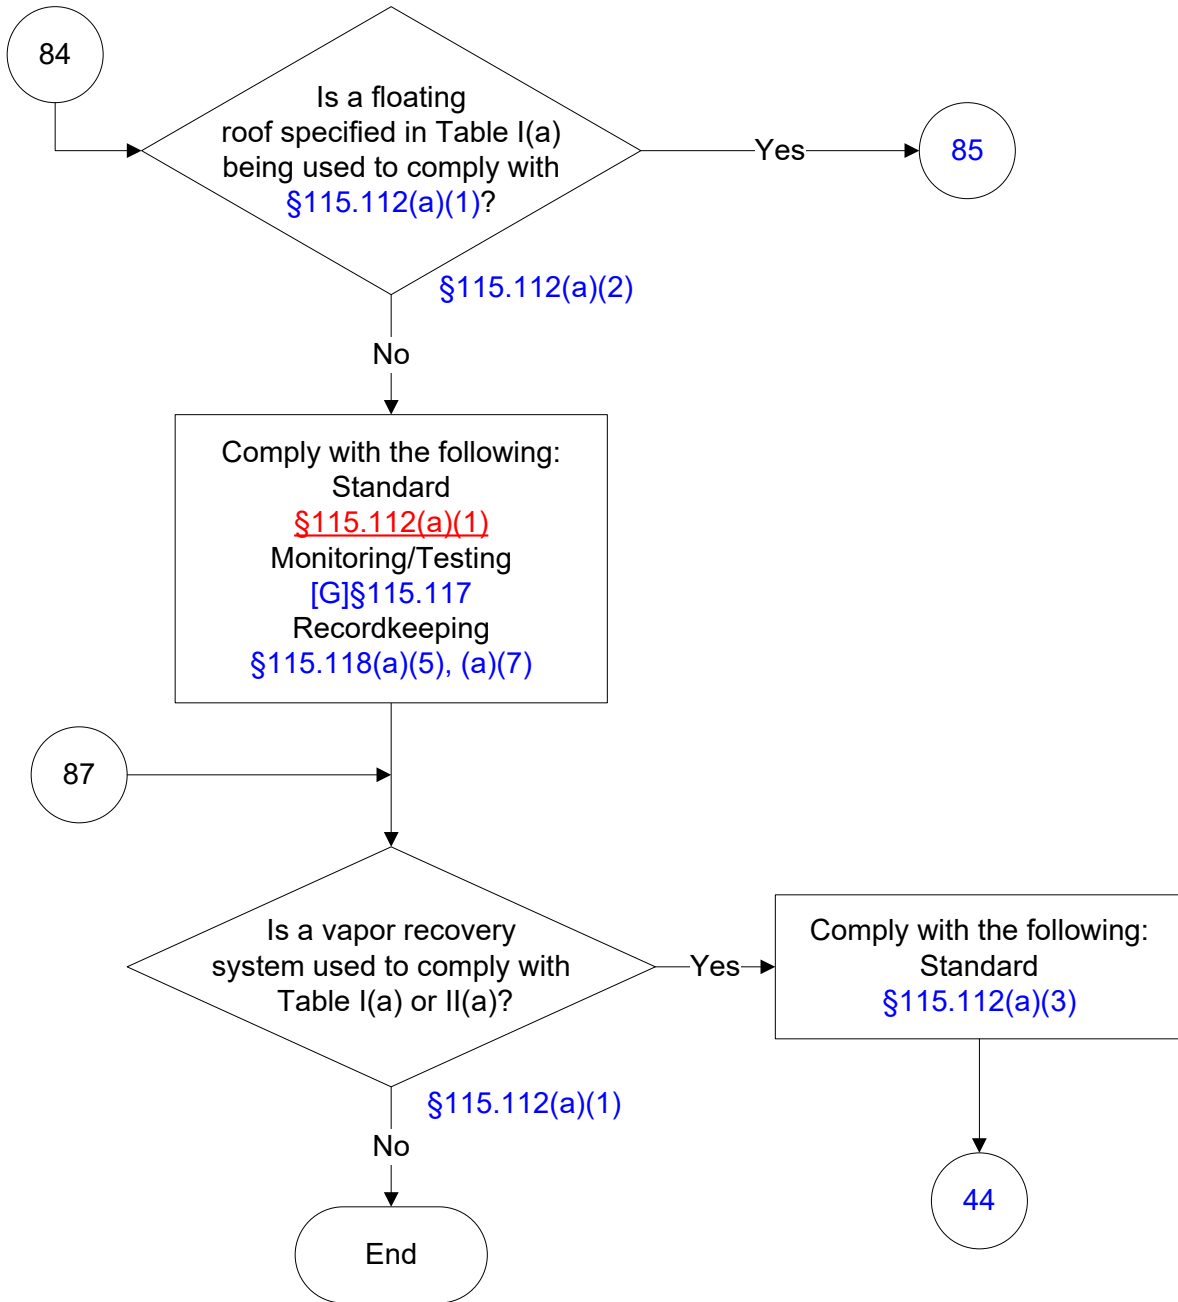 84
Is a floating
roof specified in Table I(a)
being used to comply with
§115.112(a)(1)?
Yes
85
§115.112(a)(2)
No
Comply with the following:
Standard
§115.112(a)(1)
Monitoring/Testing
[G]§115.117
Recordkeeping
§115.118(a)(5), (a)(7)
87
Is a vapor recovery
system used to comply with
Table I(a) or II(a)?
Yes
Comply with the following:
Standard
§115.112(a)(3)
§115.112(a)(1)
No
44
End